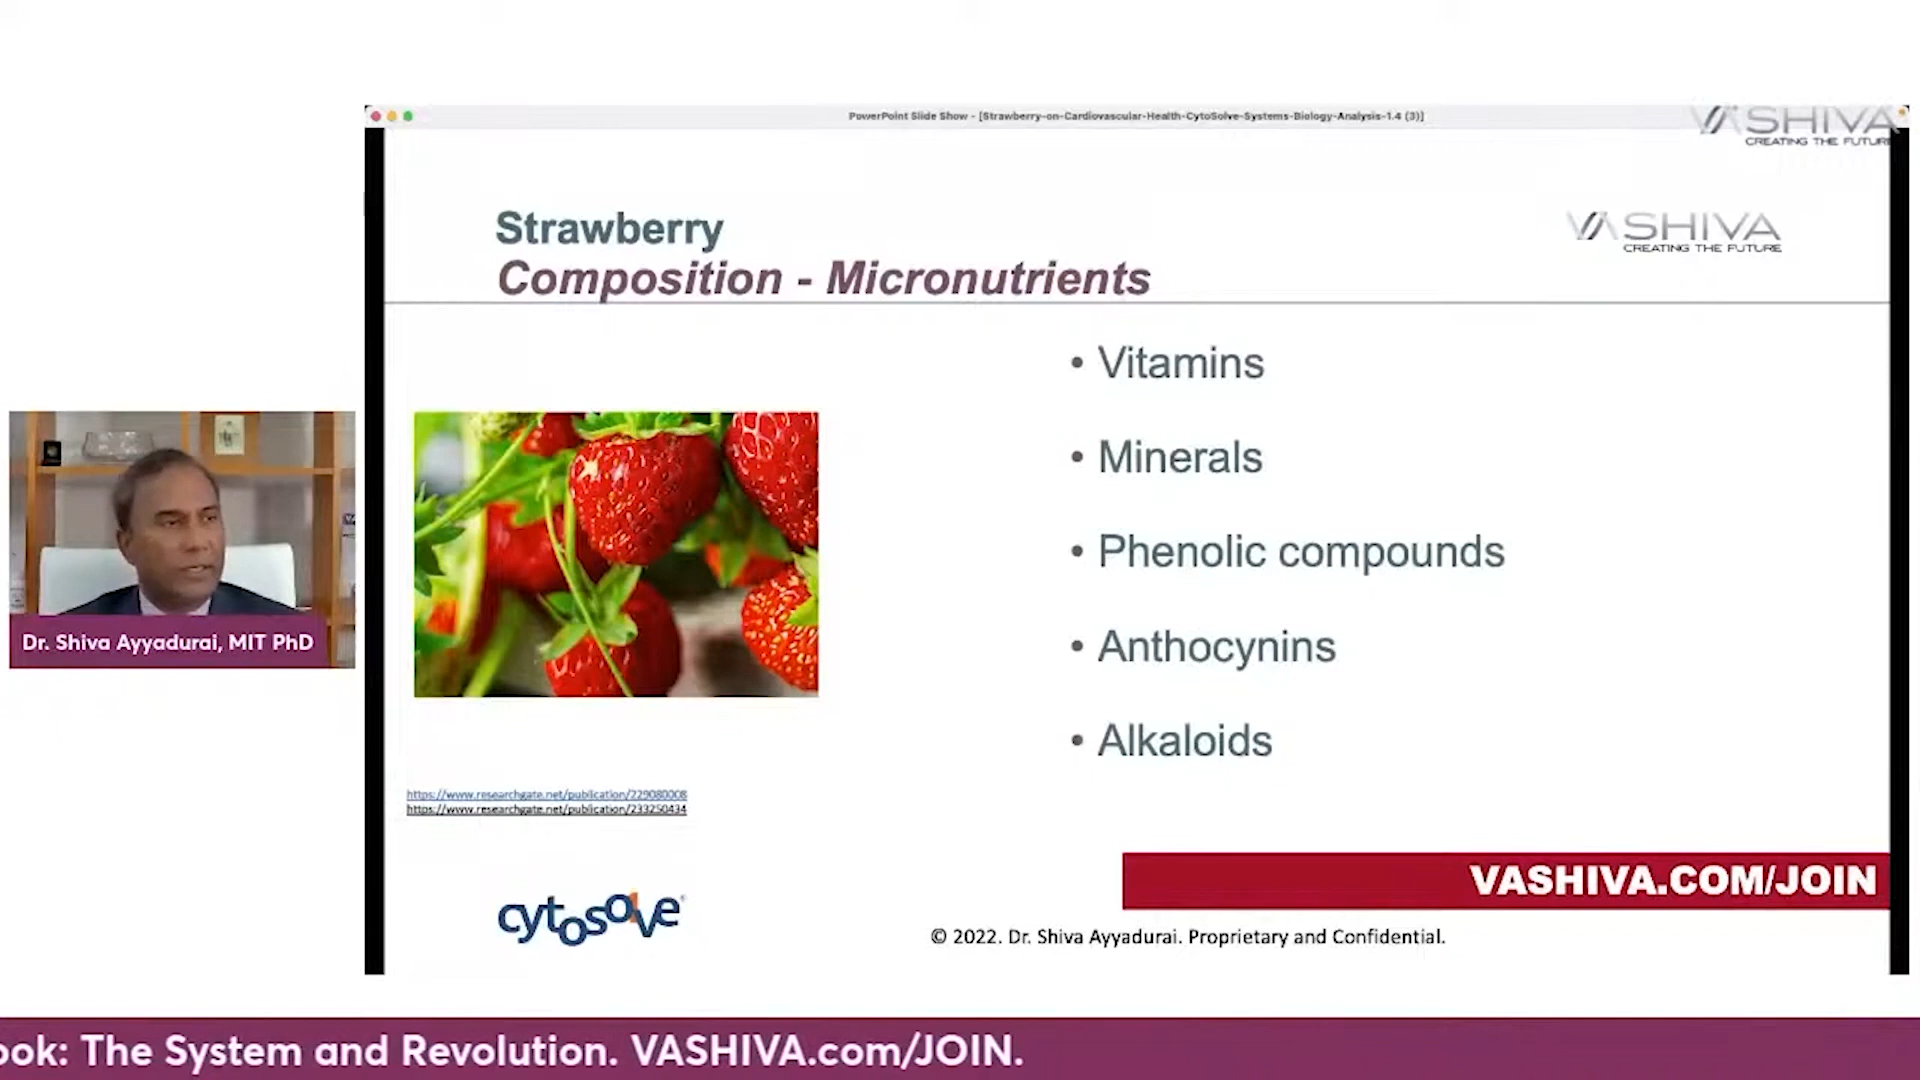 PowerPoint Slide Show - [Strawberry-on-Cardiovascular-Health-CytoSolve-Systems-Biology-Analysis-1.4 (3)]
VASHIVA
CREATING THE FUTURE
Strawberry
Composition - Micronutrients
VASHIVA
CREATING THE FUTURE
• Vitamins
• Minerals
• Phenolic compounds
• Anthocynins
• Alkaloids
Dr. Shiva Ayyadurai, MIT PhD
https://www.researchgate.net/publication/229080008
https://www.researchgate.net/publication/233250434
VASHIVA.COM/JOIN
cytosolve®
© 2022. Dr. Shiva Ayyadurai. Proprietary and Confidential.
ook: The System and Revolution. VASHIVA.com/JOIN.